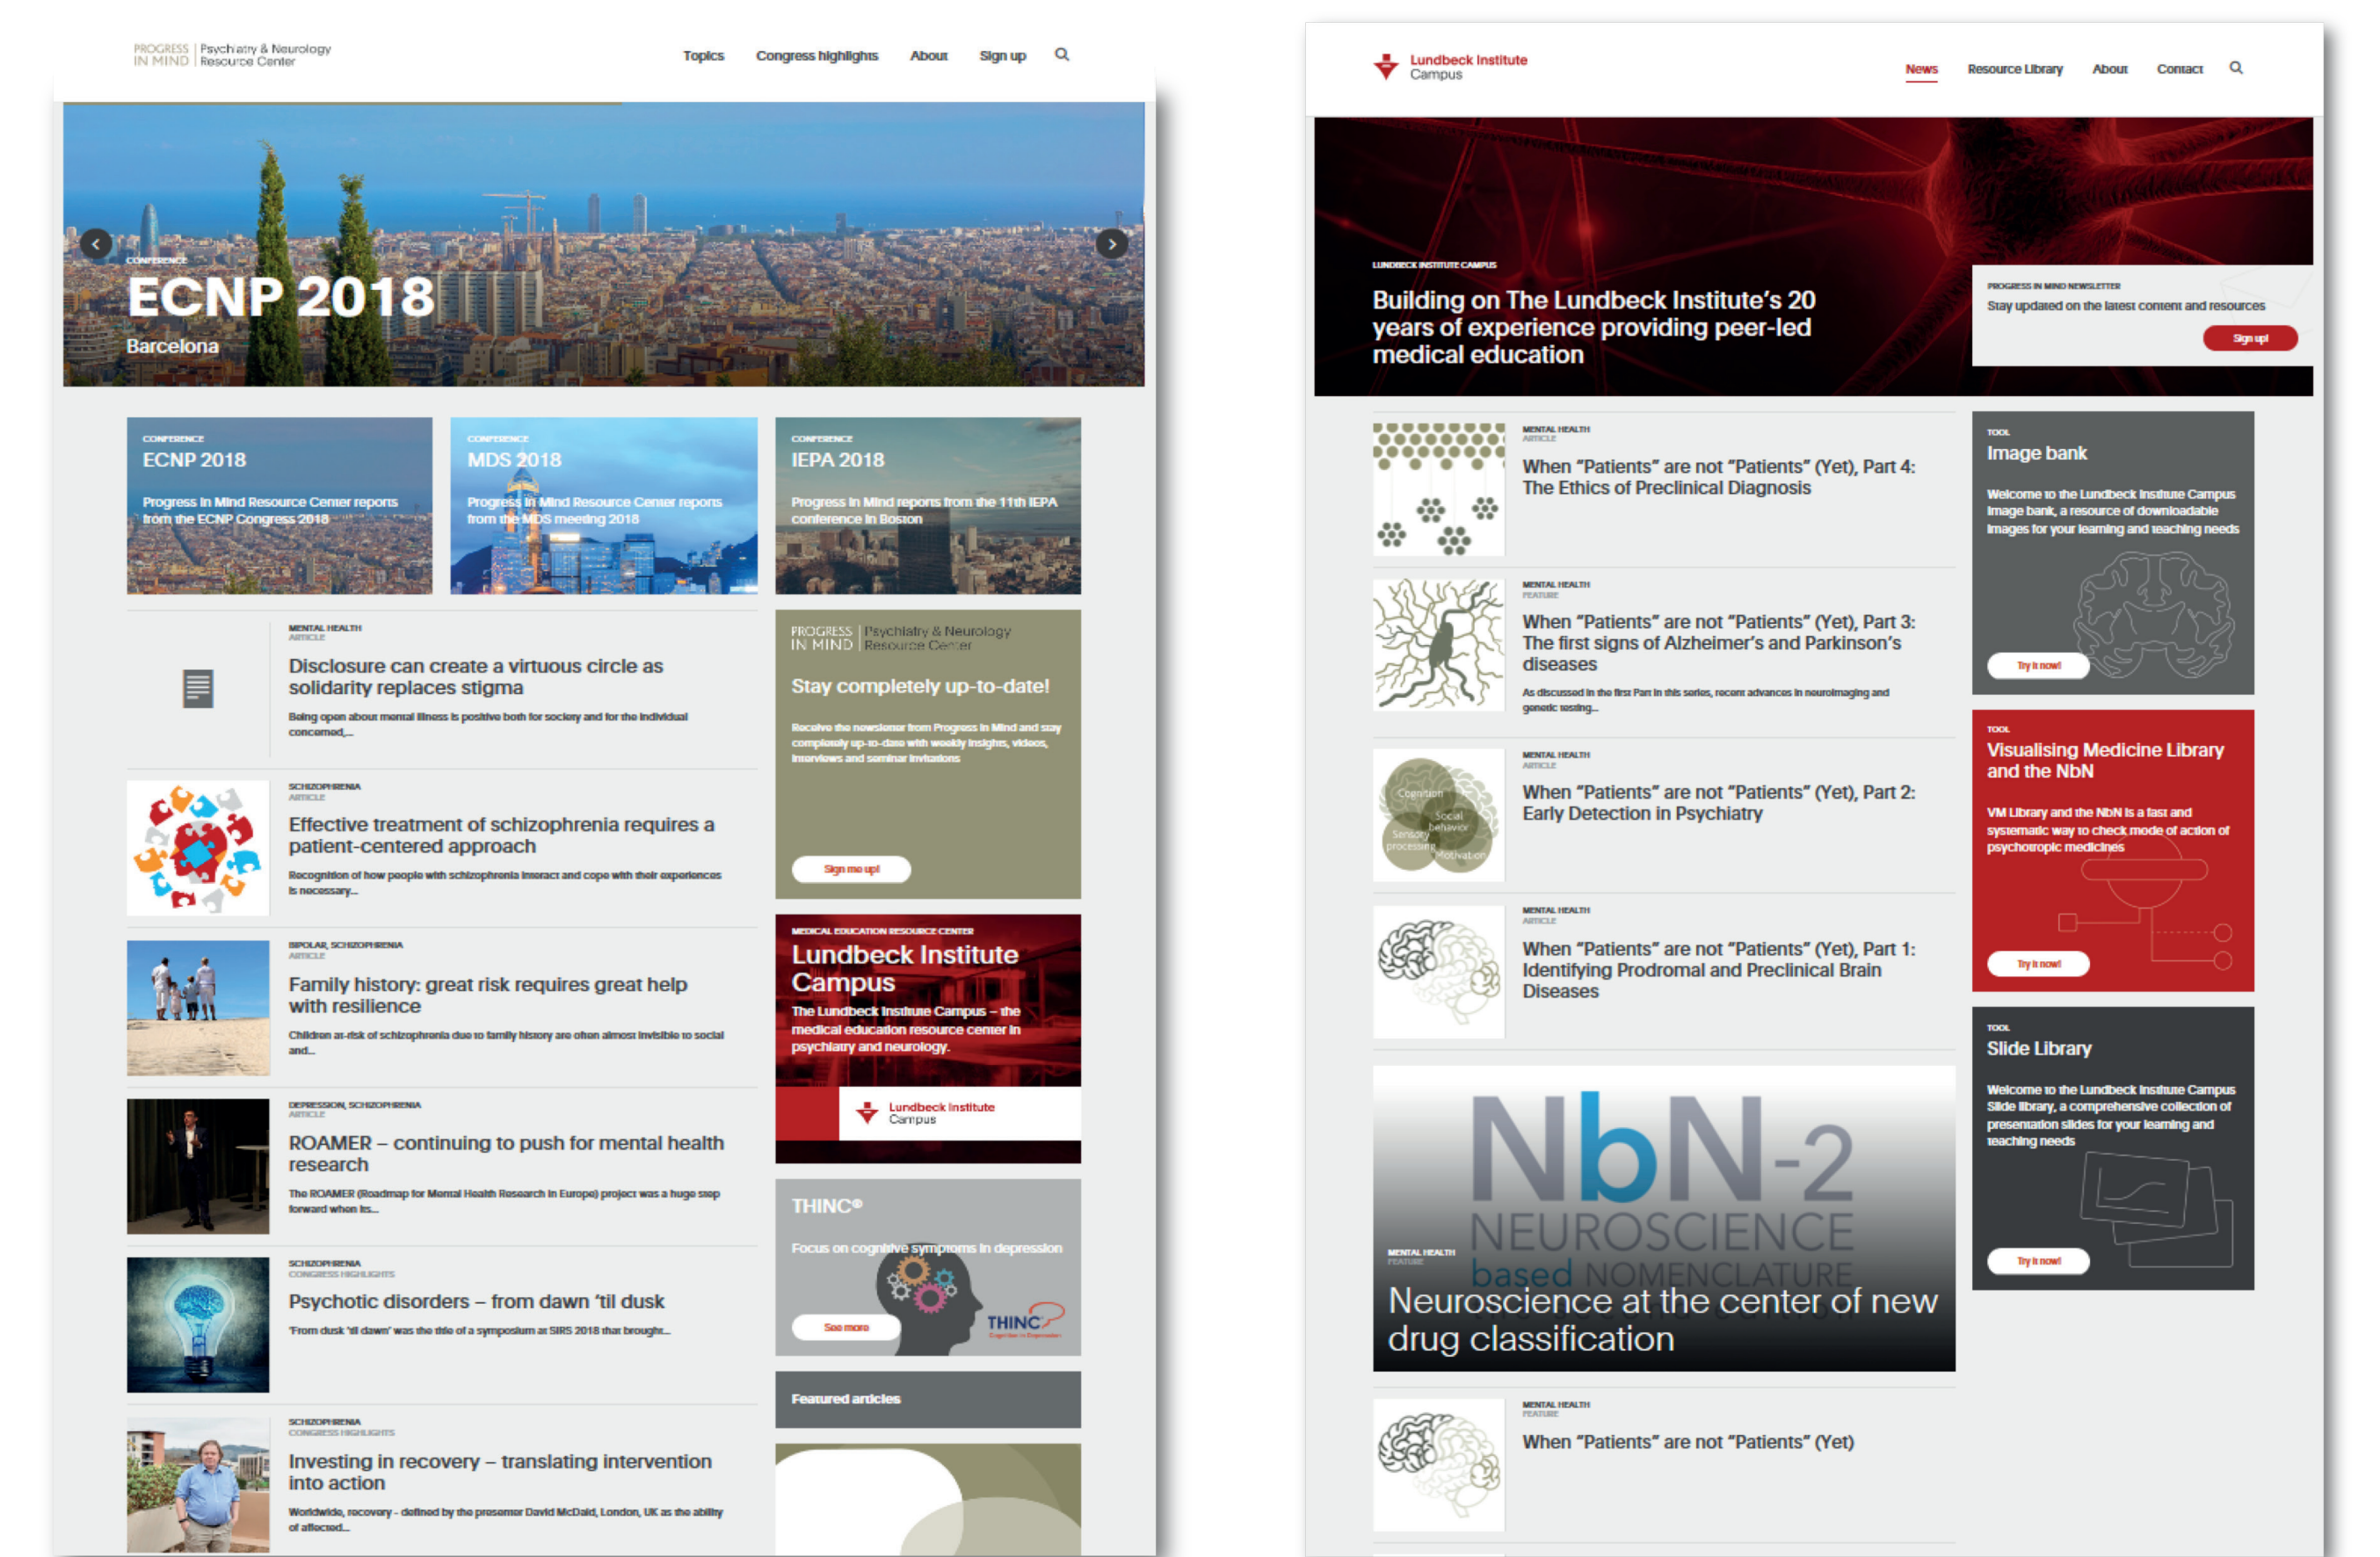 PROGRESS IN MIND
Psychiatry & Neurology Resource Center
Topics
Congress highlights
About
Sign up
CONFERENCE
ECNP 2018
Barcelona
CONFERENCE
ECNP 2018
Progress In Mind Resource Center reports
from the ECNP Congress 2018
CONFERENCE
MDS 2018
Progress In Mind Resource Center reports
from the MDS meeting 2018
CONFERENCE
IEPA 2018
Progress In Mind reports from the 11th IEPA
conference in Boston
MENTAL HEALTH
ARTICLE
Disclosure can create a virtuous circle as
solidarity replaces stigma
Being open about mental illness is positive both for society and for the individual
concerned,...
SCHIZOPHRENIA
ARTICLE
Effective treatment of schizophrenia requires a
patient-centered approach
Recognition of how people with schizophrenia interact and cope with their experiences
is necessary...
BIPOLAR, SCHIZOPHRENIA
ARTICLE
Family history: great risk requires great help
with resilience
Children at-risk of schizophrenia due to family history are often almost invisible to social
and...
DEPRESSION, SCHIZOPHRENIA
ARTICLE
ROAMER – continuing to push for mental health
research
The ROAMER (Roadmap for Mental Health Research in Europe) project was a huge step
forward when its...
SCHIZOPHRENIA
CONGRESS HIGHLIGHTS
Psychotic disorders – from dawn ‘til dusk
‘From dusk ‘til dawn’ was the title of a symposium at SIRS 2018 that brought...
SCHIZOPHRENIA
CONGRESS HIGHLIGHTS
Investing in recovery – translating intervention
into action
Worldwide, recovery - defined by the presenter David McDaid, London, UK as the ability
of affected...
PROGRESS IN MIND
Psychiatry & Neurology Resource Center
Stay completely up-to-date!
Receive the newsletter from Progress in Mind and stay
completely up-to-date with weekly insights, videos,
interviews and seminar invitations
Sign me up!
MEDICAL EDUCATION RESOURCE CENTER
Lundbeck Institute
Campus
The Lundbeck Institute Campus – the
medical education resource center in
psychiatry and neurology.
Lundbeck Institute
Campus
THINC®
Focus on cognitive symptoms in depression
See more
THINC
Cognition in Depression
Featured articles
Lundbeck Institute
Campus
News
Resource Library
About
Contact
LUNDBECK INSTITUTE CAMPUS
Building on The Lundbeck Institute’s 20
years of experience providing peer-led
medical education
PROGRESS IN MIND NEWSLETTER
Stay updated on the latest content and resources
Sign up!
MENTAL HEALTH
ARTICLE
When “Patients” are not “Patients” (Yet), Part 4:
The Ethics of Preclinical Diagnosis
MENTAL HEALTH
FEATURE
When “Patients” are not “Patients” (Yet), Part 3:
The first signs of Alzheimer’s and Parkinson’s
diseases
As discussed in the first Part in this series, recent advances in neuroimaging and
genetic testing...
Cognition
Social
behavior
Sensory
processing
Motivation
MENTAL HEALTH
ARTICLE
When “Patients” are not “Patients” (Yet), Part 2:
Early Detection in Psychiatry
MENTAL HEALTH
ARTICLE
When “Patients” are not “Patients” (Yet), Part 1:
Identifying Prodromal and Preclinical Brain
Diseases
NbN-2
NEUROSCIENCE
based NOMENCLATURE
MENTAL HEALTH
FEATURE
Neuroscience at the center of new
drug classification
MENTAL HEALTH
FEATURE
When “Patients” are not “Patients” (Yet)
TOOL
Image bank
Welcome to the Lundbeck Institute Campus
Image bank, a resource of downloadable
images for your learning and teaching needs
Try it now!
TOOL
Visualising Medicine Library
and the NbN
VM Library and the NbN is a fast and
systematic way to check mode of action of
psychotropic medicines
Try it now!
TOOL
Slide Library
Welcome to the Lundbeck Institute Campus
Slide library, a comprehensive collection of
presentation slides for your learning and
teaching needs
Try it now!